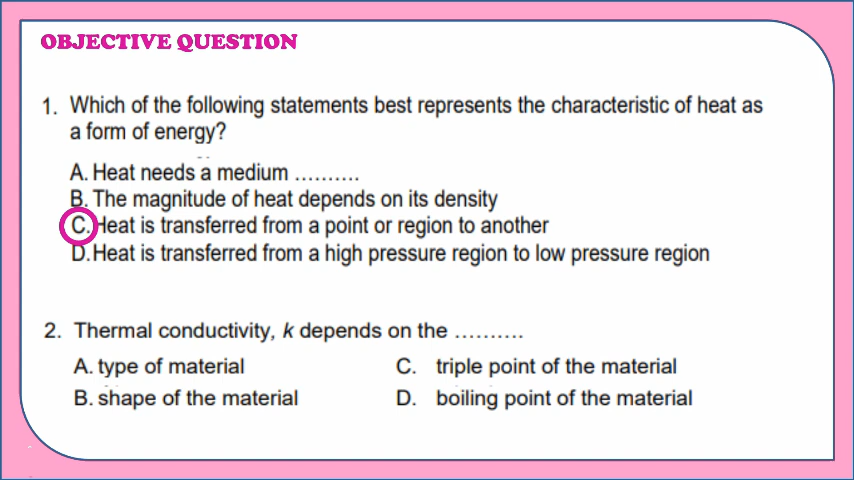 OBJECTIVE QUESTION
1. Which of the following statements best represents the characteristic of heat as
a form of energy?
A. Heat needs a medium ..........
B. The magnitude of heat depends on its density
C. Heat is transferred from a point or region to another
D. Heat is transferred from a high pressure region to low pressure region
2. Thermal conductivity, k depends on the ..........
A. type of material
C. triple point of the material
B. shape of the material
D. boiling point of the material